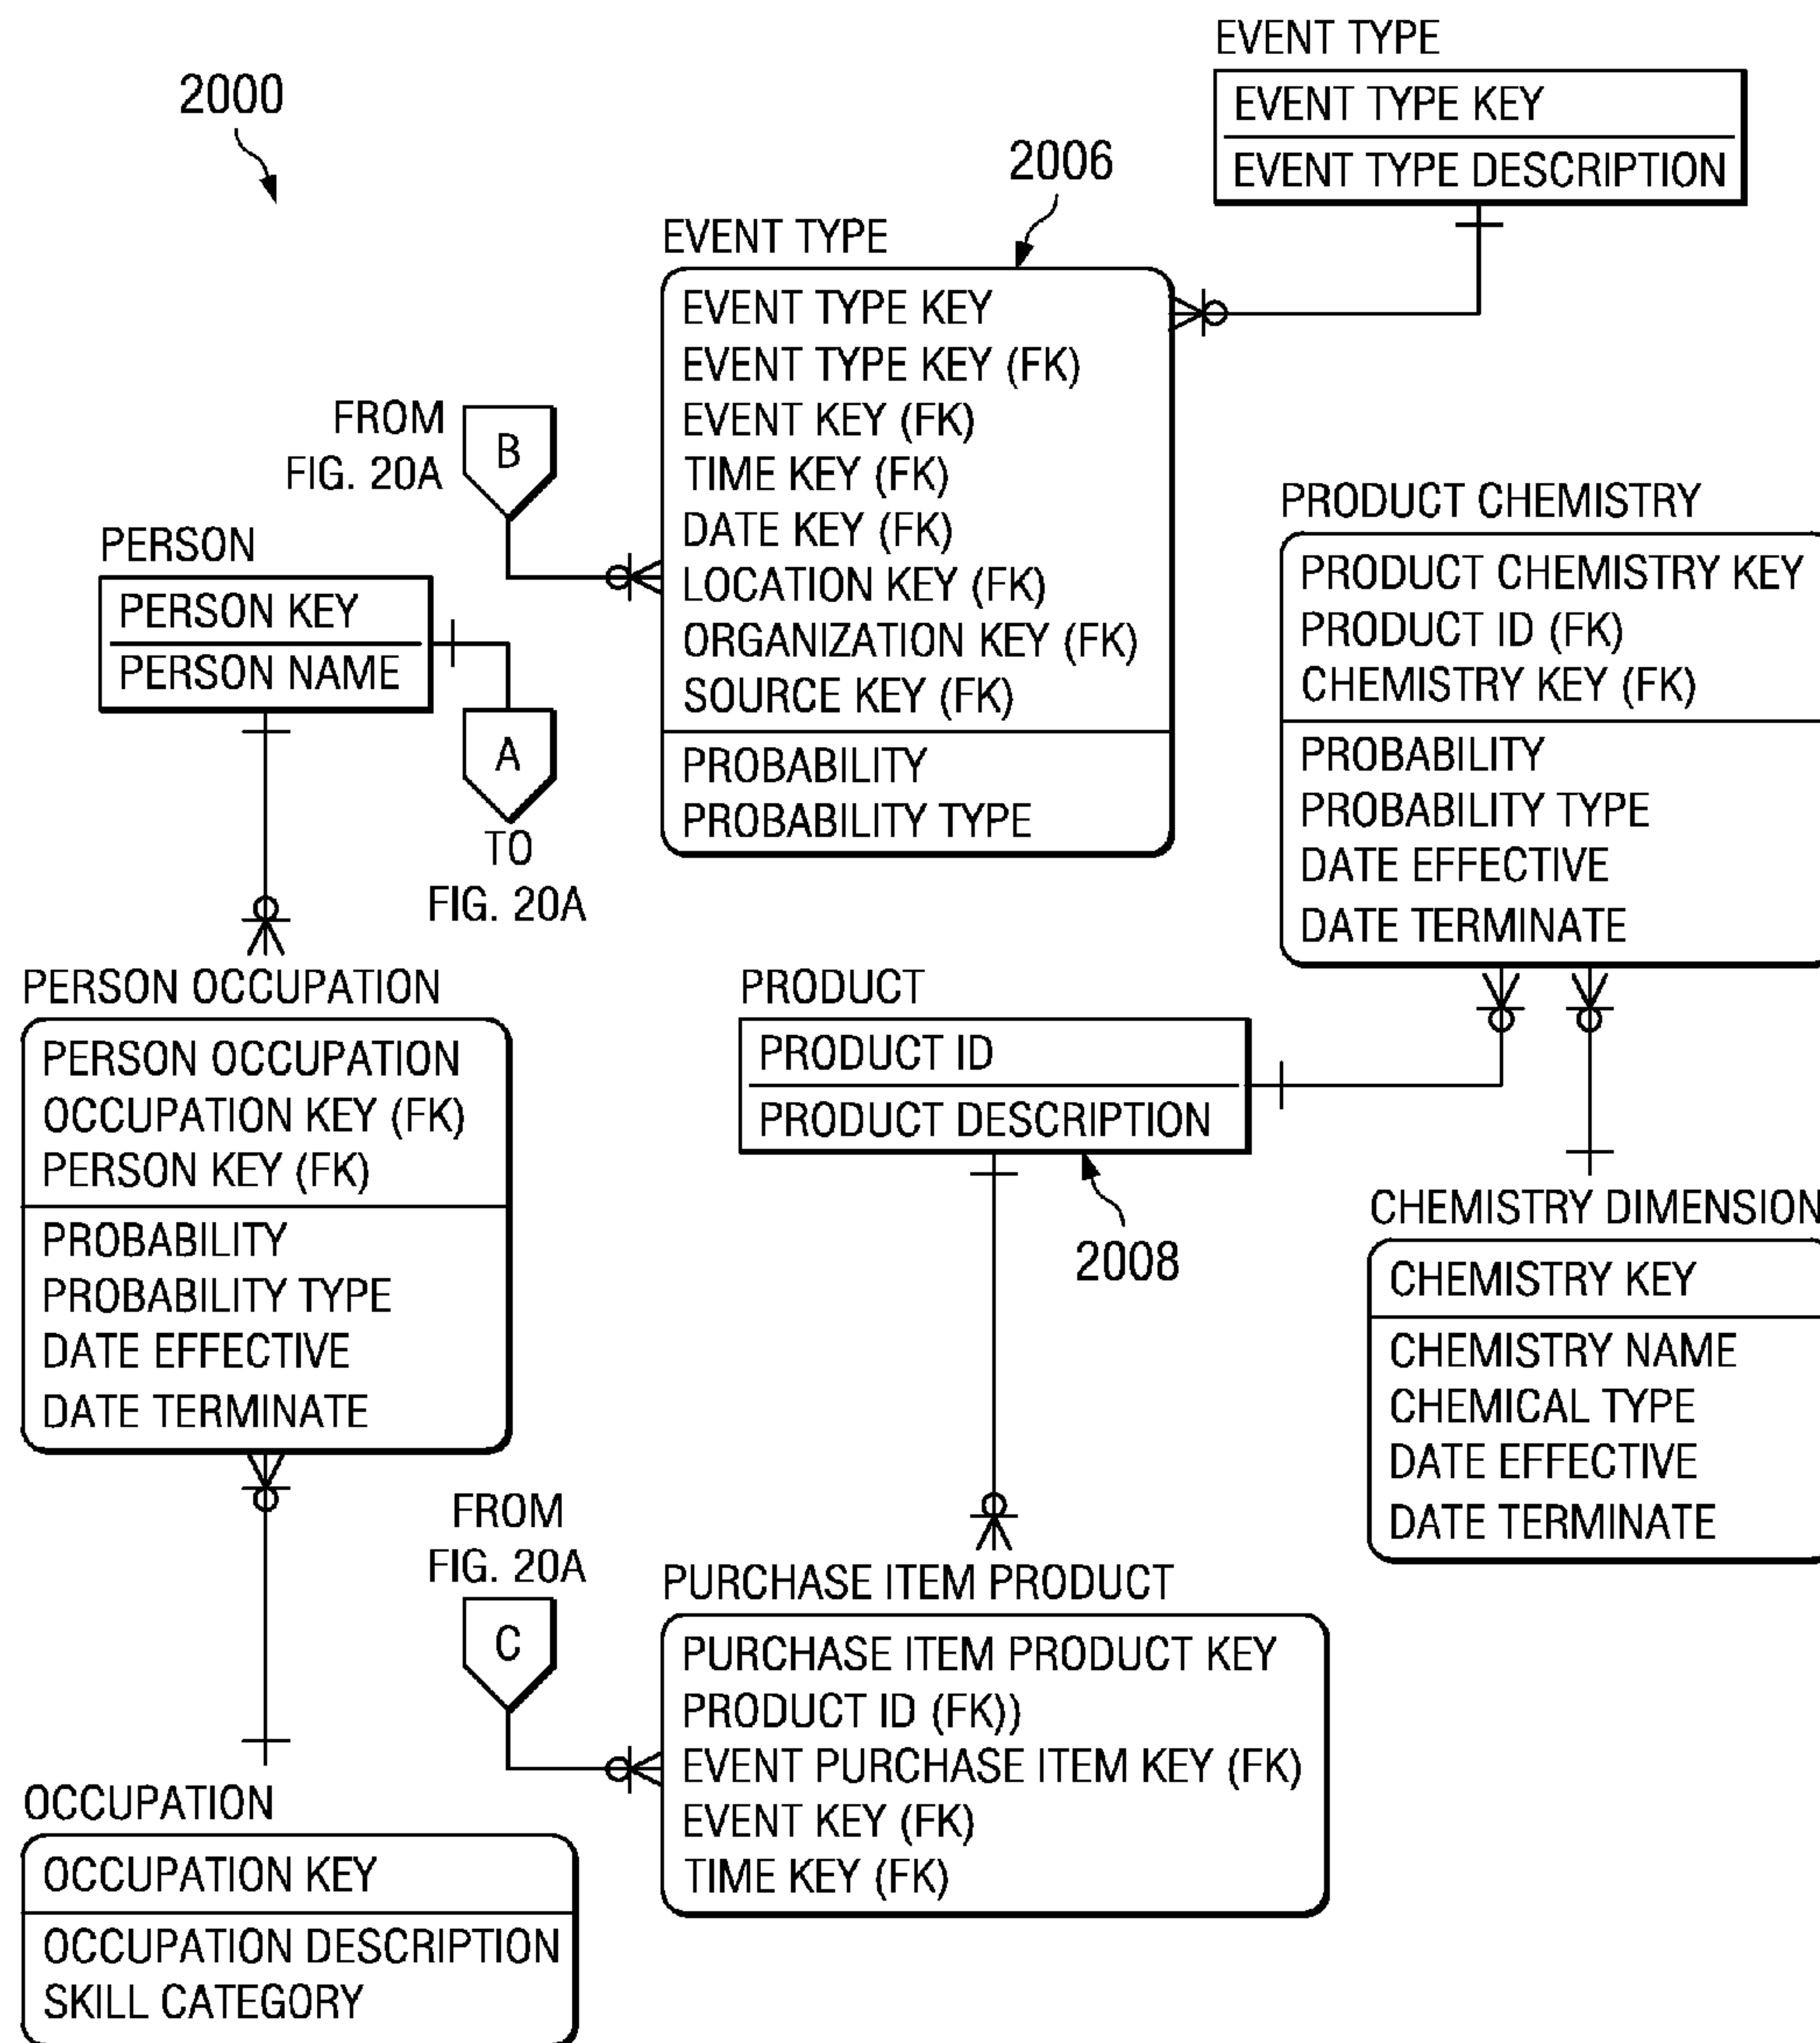 2000
EVENT TYPE
EVENT TYPE KEY
EVENT TYPE DESCRIPTION
2006
EVENT TYPE
EVENT TYPE KEY
EVENT TYPE KEY (FK)
EVENT KEY (FK)
TIME KEY (FK)
DATE KEY (FK)
LOCATION KEY (FK)
ORGANIZATION KEY (FK)
SOURCE KEY (FK)
PROBABILITY
PROBABILITY TYPE
FROM
FIG. 20A
B
PERSON
PERSON KEY
PERSON NAME
A
TO
FIG. 20A
PRODUCT CHEMISTRY
PRODUCT CHEMISTRY KEY
PRODUCT ID (FK)
CHEMISTRY KEY (FK)
PROBABILITY
PROBABILITY TYPE
DATE EFFECTIVE
DATE TERMINATE
PERSON OCCUPATION
PERSON OCCUPATION
OCCUPATION KEY (FK)
PERSON KEY (FK)
PROBABILITY
PROBABILITY TYPE
DATE EFFECTIVE
DATE TERMINATE
PRODUCT
PRODUCT ID
PRODUCT DESCRIPTION
2008
CHEMISTRY DIMENSION
CHEMISTRY KEY
CHEMISTRY NAME
CHEMICAL TYPE
DATE EFFECTIVE
DATE TERMINATE
FROM
FIG. 20A
C
PURCHASE ITEM PRODUCT
PURCHASE ITEM PRODUCT KEY
PRODUCT ID (FK))
EVENT PURCHASE ITEM KEY (FK)
EVENT KEY (FK)
TIME KEY (FK)
OCCUPATION
OCCUPATION KEY
OCCUPATION DESCRIPTION
SKILL CATEGORY